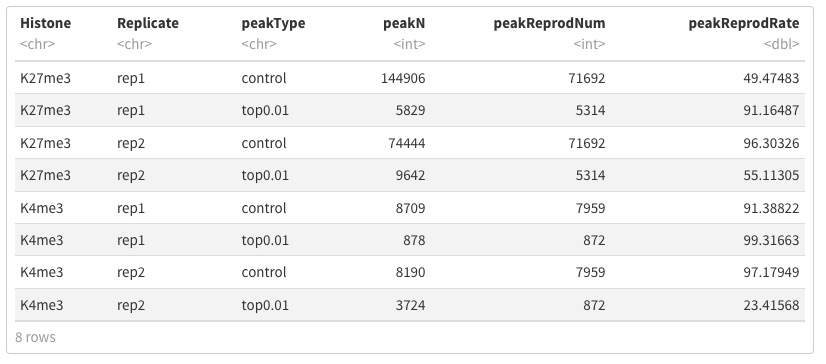 Histone Replicate peakType peakN peakReprodNum peakReprodRate
<chr> <chr> <chr> <int> <int> <dbl>
K27me3 rep1 control 144906 71692 49.47483
K27me3 rep1 top0.01 5829 5314 91.16487
K27me3 rep2 control 74444 71692 96.30326
K27me3 rep2 top0.01 9642 5314 55.11305
K4me3 rep1 control 8709 7959 91.38822
K4me3 rep1 top0.01 878 872 99.31663
K4me3 rep2 control 8190 7959 97.17949
K4me3 rep2 top0.01 3724 872 23.41568
8 rows